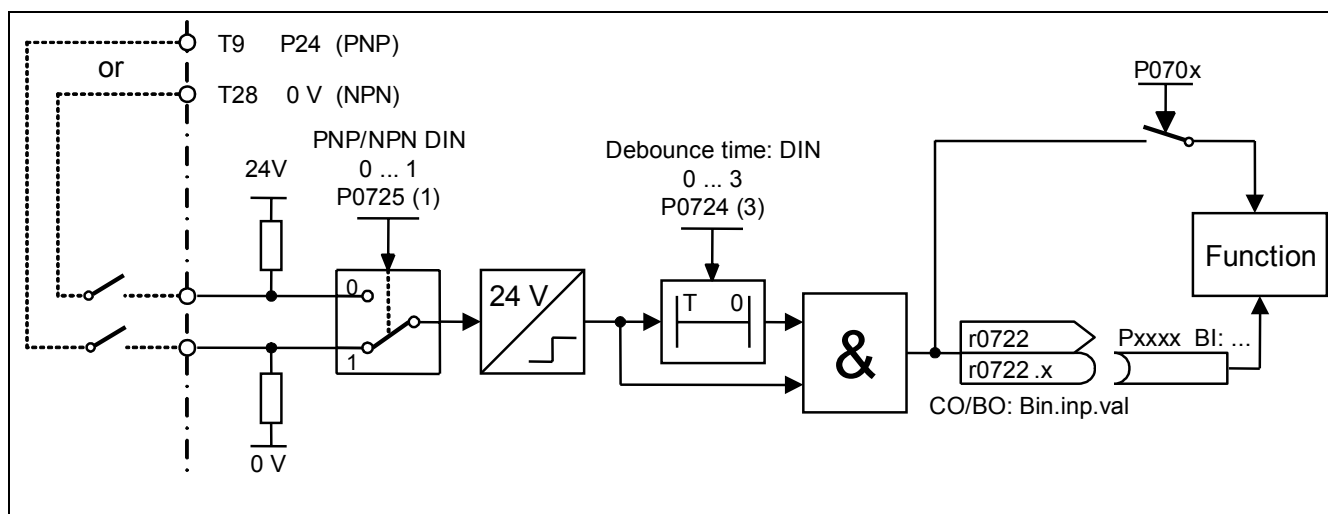 T9 P24 (PNP)
or
T28 0 V (NPN)
P070x
PNP/NPN DIN
0 ... 1
P0725 (1)
Debounce time: DIN
0 ... 3
P0724 (3)
24V
Function
0
24 V
T 0
&
r0722
r0722 .x
Pxxxx BI: ...
1
CO/BO: Bin.inp.val
0 V